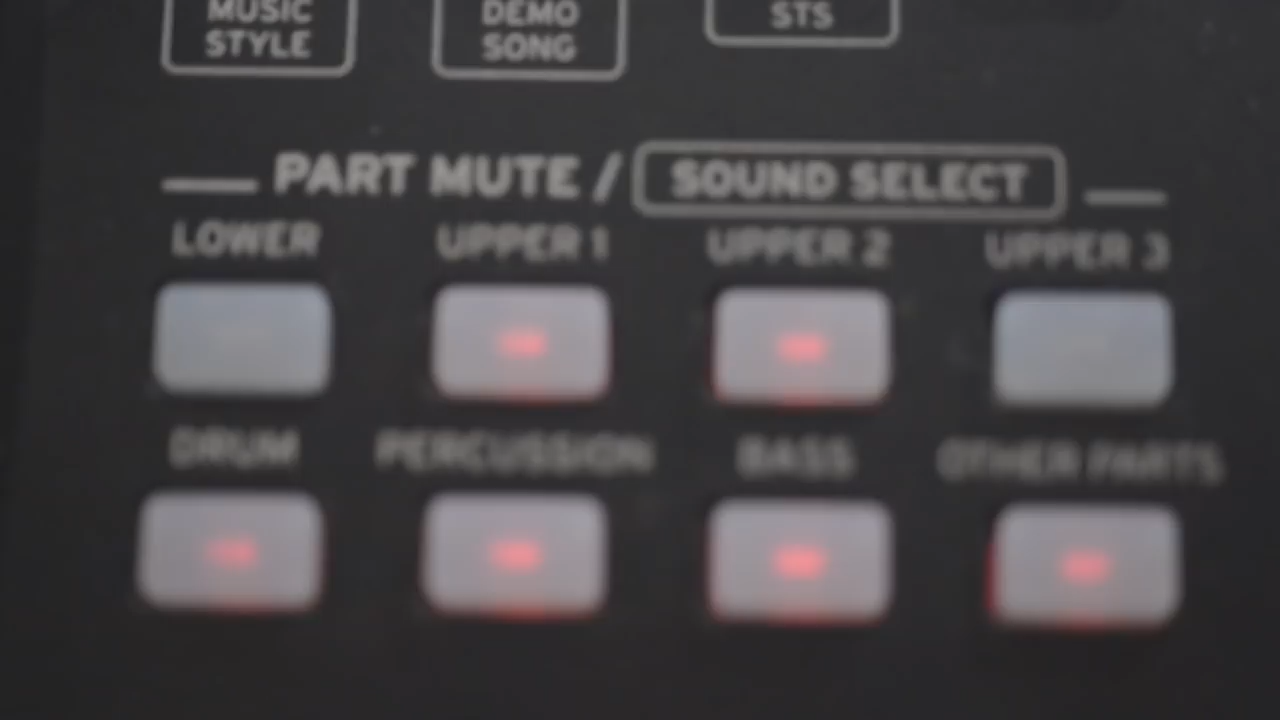 MUSIC
STYLE
DEMO
SONG
STS
PART MUTE / SOUND SELECT
LOWER UPPER 1 UPPER 2 UPPER 3
DRUM PERCUSSION BASS OTHER PARTS